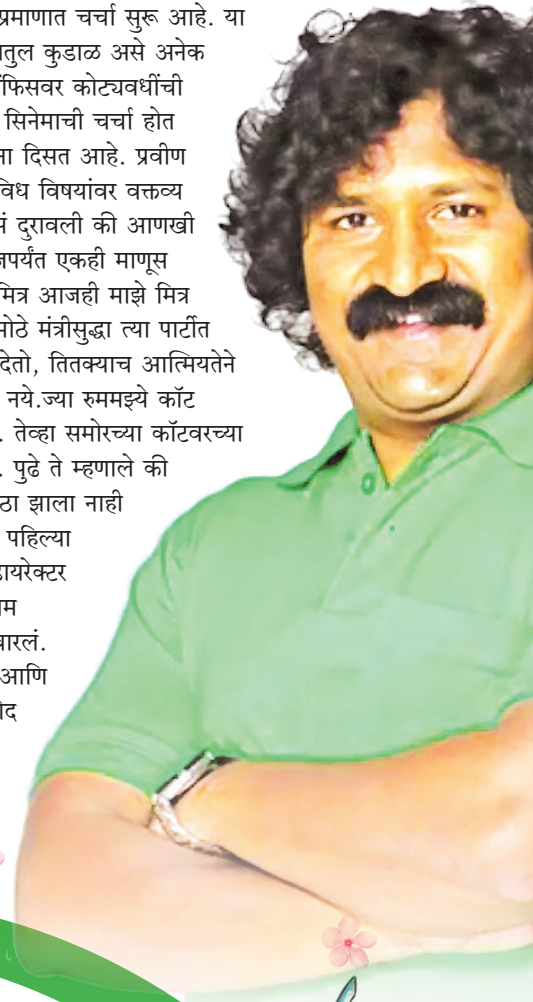 प्रमाणात चर्चा सुरू आहे. या
तुल कुडाळ असे अनेक
फिसवर कोट्यवधींची
सिनेमाची चर्चा होत
ना दिसत आहे. प्रवीण
विध विषयांवर वक्तव्य
दुरावली की आणखी
जपर्यंत एकही माणूस
मित्र आजही माझे मित्र
मोठे मंत्रीसुद्धा त्या पार्टीत
देतो, तितक्याच आत्मियतेने
नये.ज्या रुममझ्ये कॉट
. तेव्हा समोरच्या कॉटवरच्या
. पुढे ते म्हणाले की
ठा झाला नाही
पहिल्या
डायरेक्टर
म
वारलं.
आणि
द